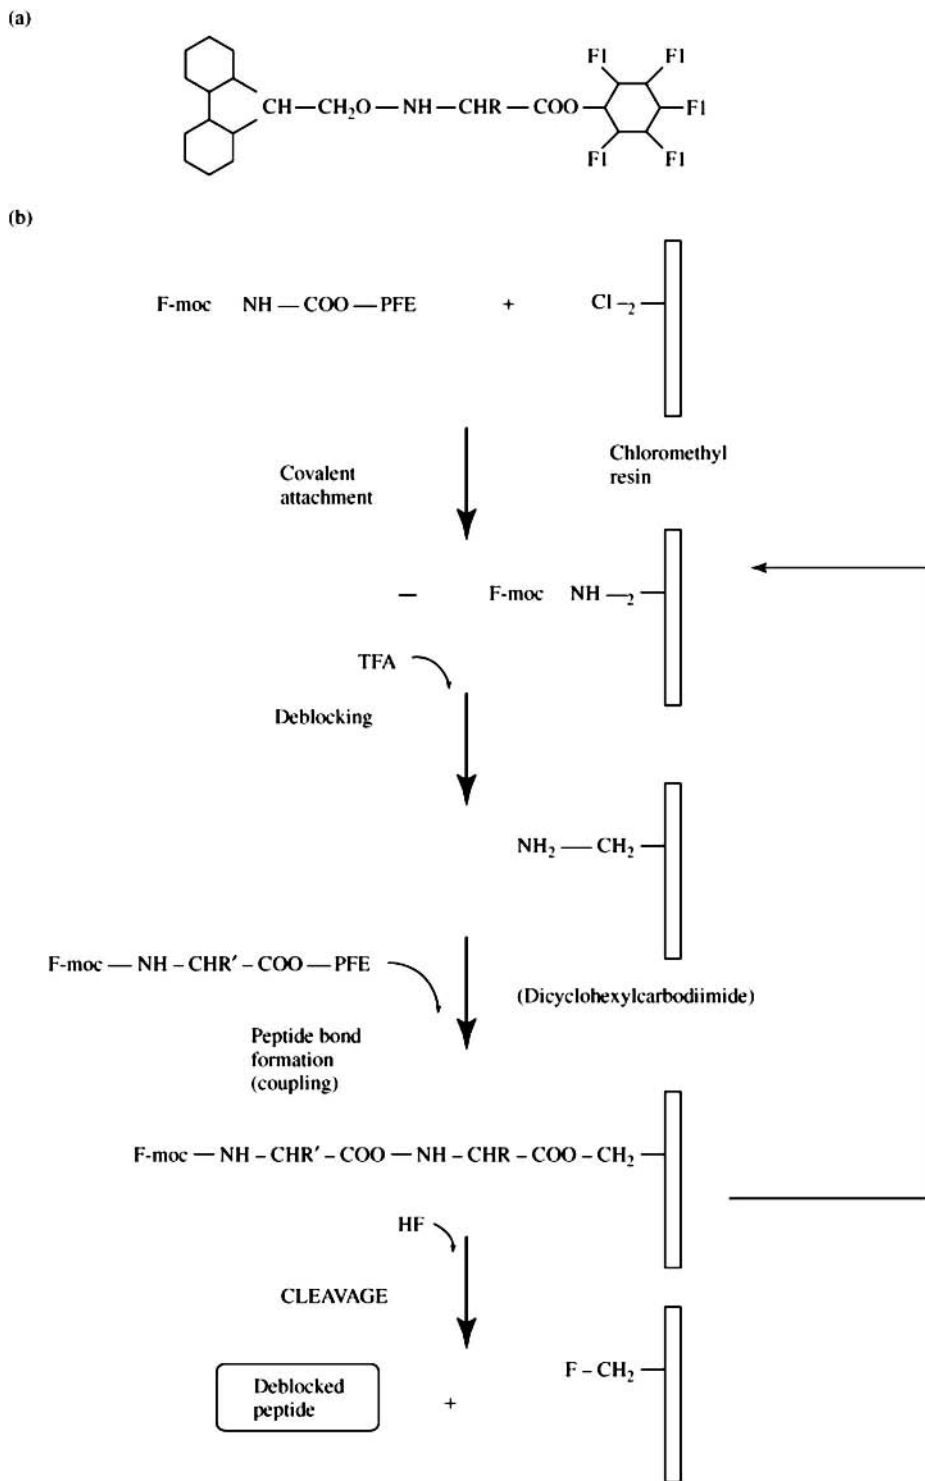 (a)
Fl Fl
CH — CH₂O — NH — CHR — COO Fl
Fl Fl
(b)
F-moc NH — COO — PFE + Cl –₂
Chloromethyl
resin
Covalent
attachment
— F-moc NH —₂
TFA
Deblocking
NH₂ — CH₂
F-moc — NH – CHR′ – COO — PFE
(Dicyclohexylcarbodiimide)
Peptide bond
formation
(coupling)
F-moc — NH – CHR′ – COO — NH – CHR – COO – CH₂
HF
CLEAVAGE
F – CH₂
Deblocked
peptide
+